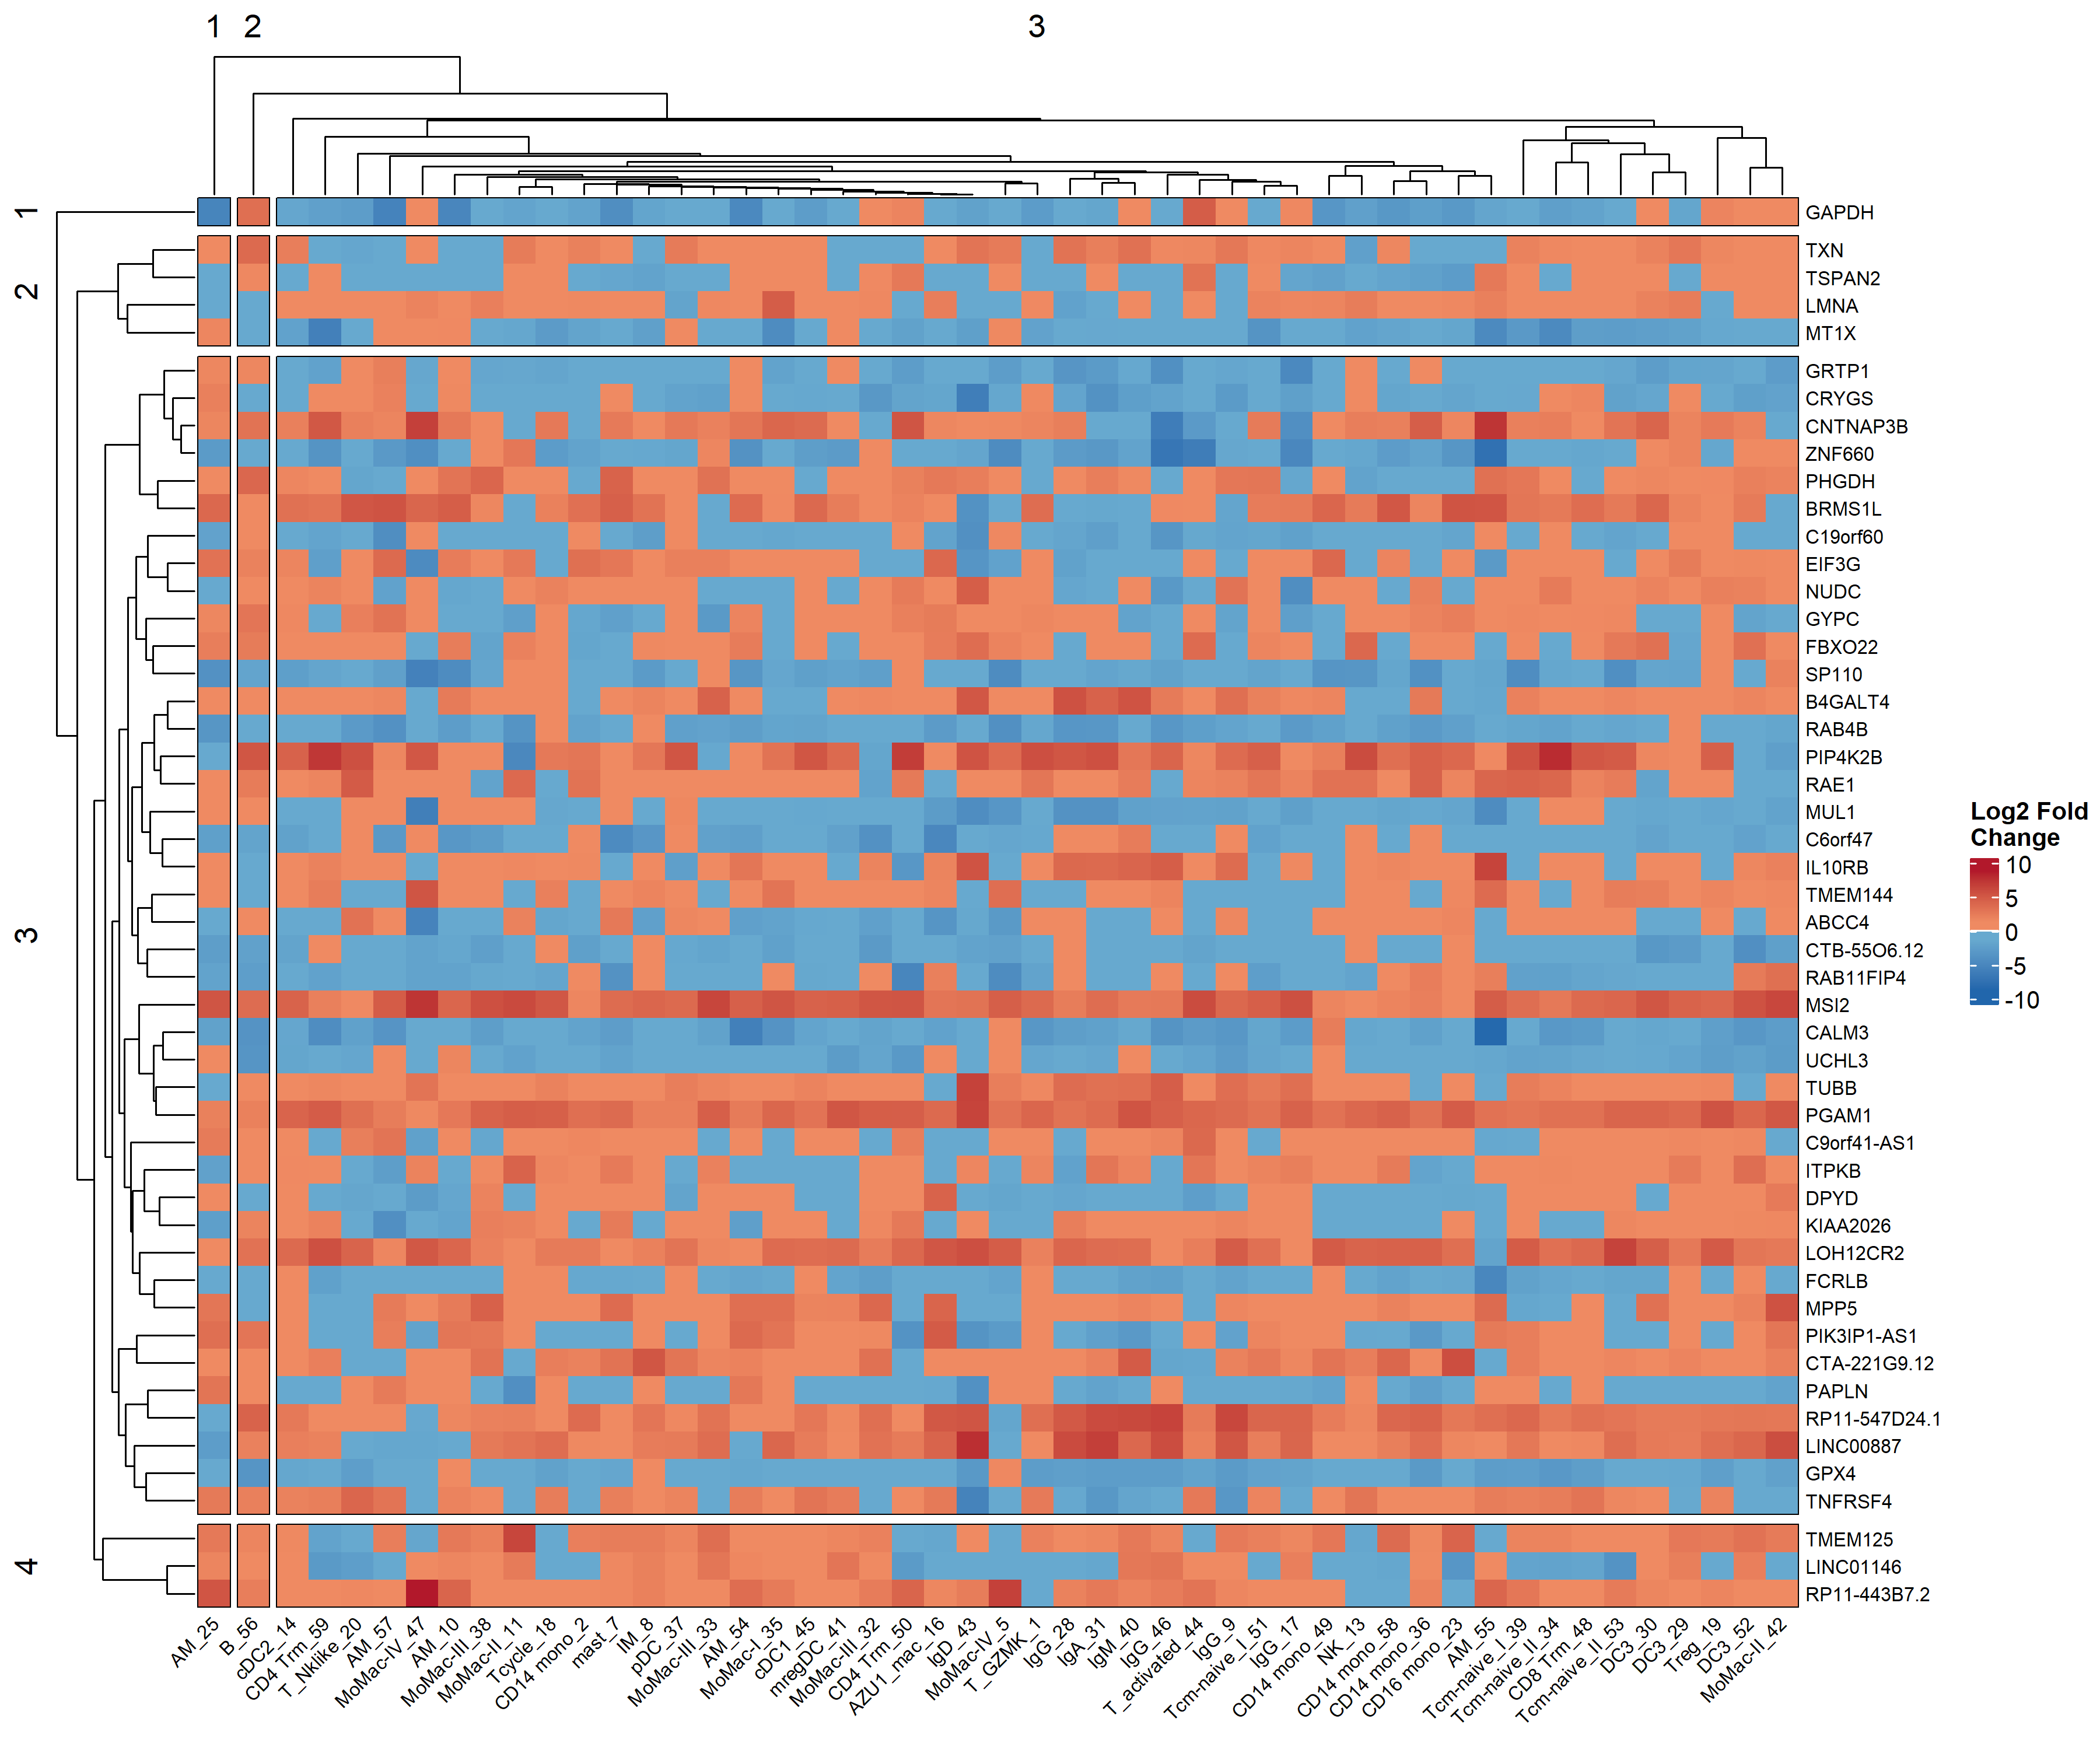 1 2 3
1
2
3
4
GAPDH
TXN
TSPAN2
LMNA
MT1X
GRTP1
CRYGS
CNTNAP3B
ZNF660
PHGDH
BRMS1L
C19orf60
EIF3G
NUDC
GYPC
FBXO22
SP110
B4GALT4
RAB4B
PIP4K2B
RAE1
MUL1
C6orf47
IL10RB
TMEM144
ABCC4
CTB-55O6.12
RAB11FIP4
MSI2
CALM3
UCHL3
TUBB
PGAM1
C9orf41-AS1
ITPKB
DPYD
KIAA2026
LOH12CR2
FCRLB
MPP5
PIK3IP1-AS1
CTA-221G9.12
PAPLN
RP11-547D24.1
LINC00887
GPX4
TNFRSF4
TMEM125
LINC01146
RP11-443B7.2
AM_25
B_56
cDC2_14
CD4 Trm_59
T_Nklike_20
AM_57
MoMac-IV_47
AM_10
MoMac-III_38
MoMac-II_11
Tcycle_18
CD14 mono_2
mast_7
IM_8
pDC_37
MoMac-III_33
AM_54
MoMac-I_35
cDC1_45
mregDC_41
MoMac-III_32
CD4 Trm_50
AZU1_mac_16
IgD_43
MoMac-IV_5
T_GZMK_1
IgG_28
IgA_31
IgM_40
IgG_46
T_activated_44
IgG_9
Tcm-naive_I_51
IgG_17
CD14 mono_49
NK_13
CD14 mono_58
CD14 mono_36
CD16 mono_23
AM_55
Tcm-naive_I_39
Tcm-naive_II_34
CD8 Trm_48
Tcm-naive_II_53
DC3_30
DC3_29
Treg_19
DC3_52
MoMac-II_42
Log2 Fold
Change
10
5
0
-5
-10